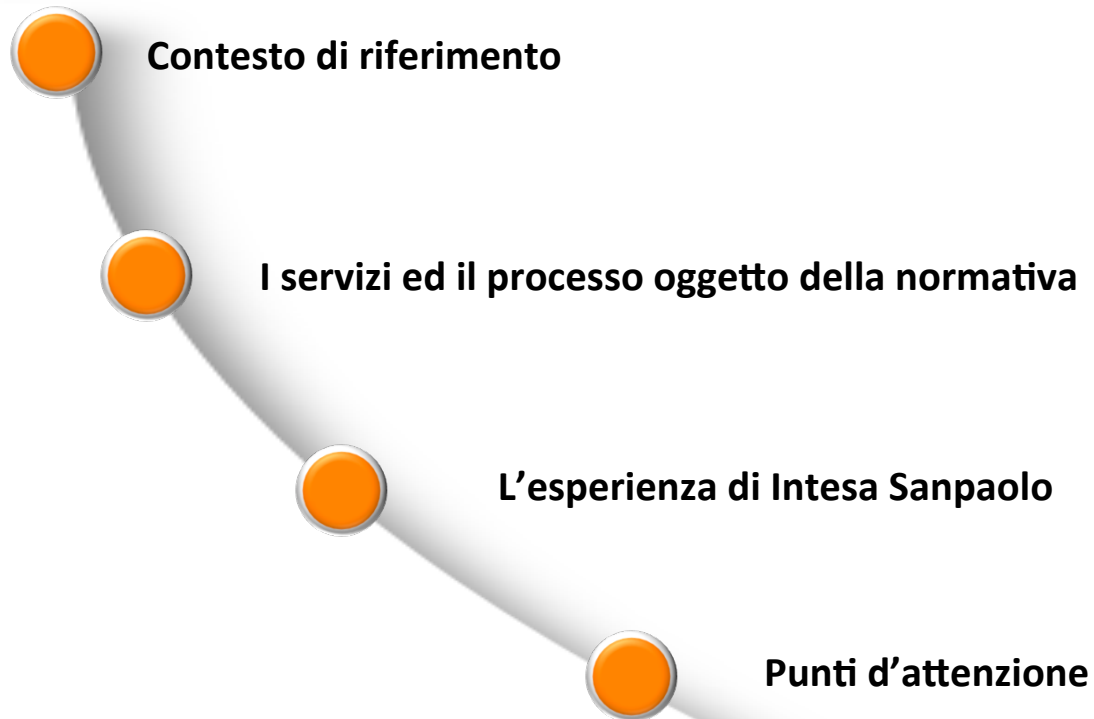 Contesto di riferimento
I servizi ed il processo oggetto della normativa
L’esperienza di Intesa Sanpaolo
Punti d’attenzione